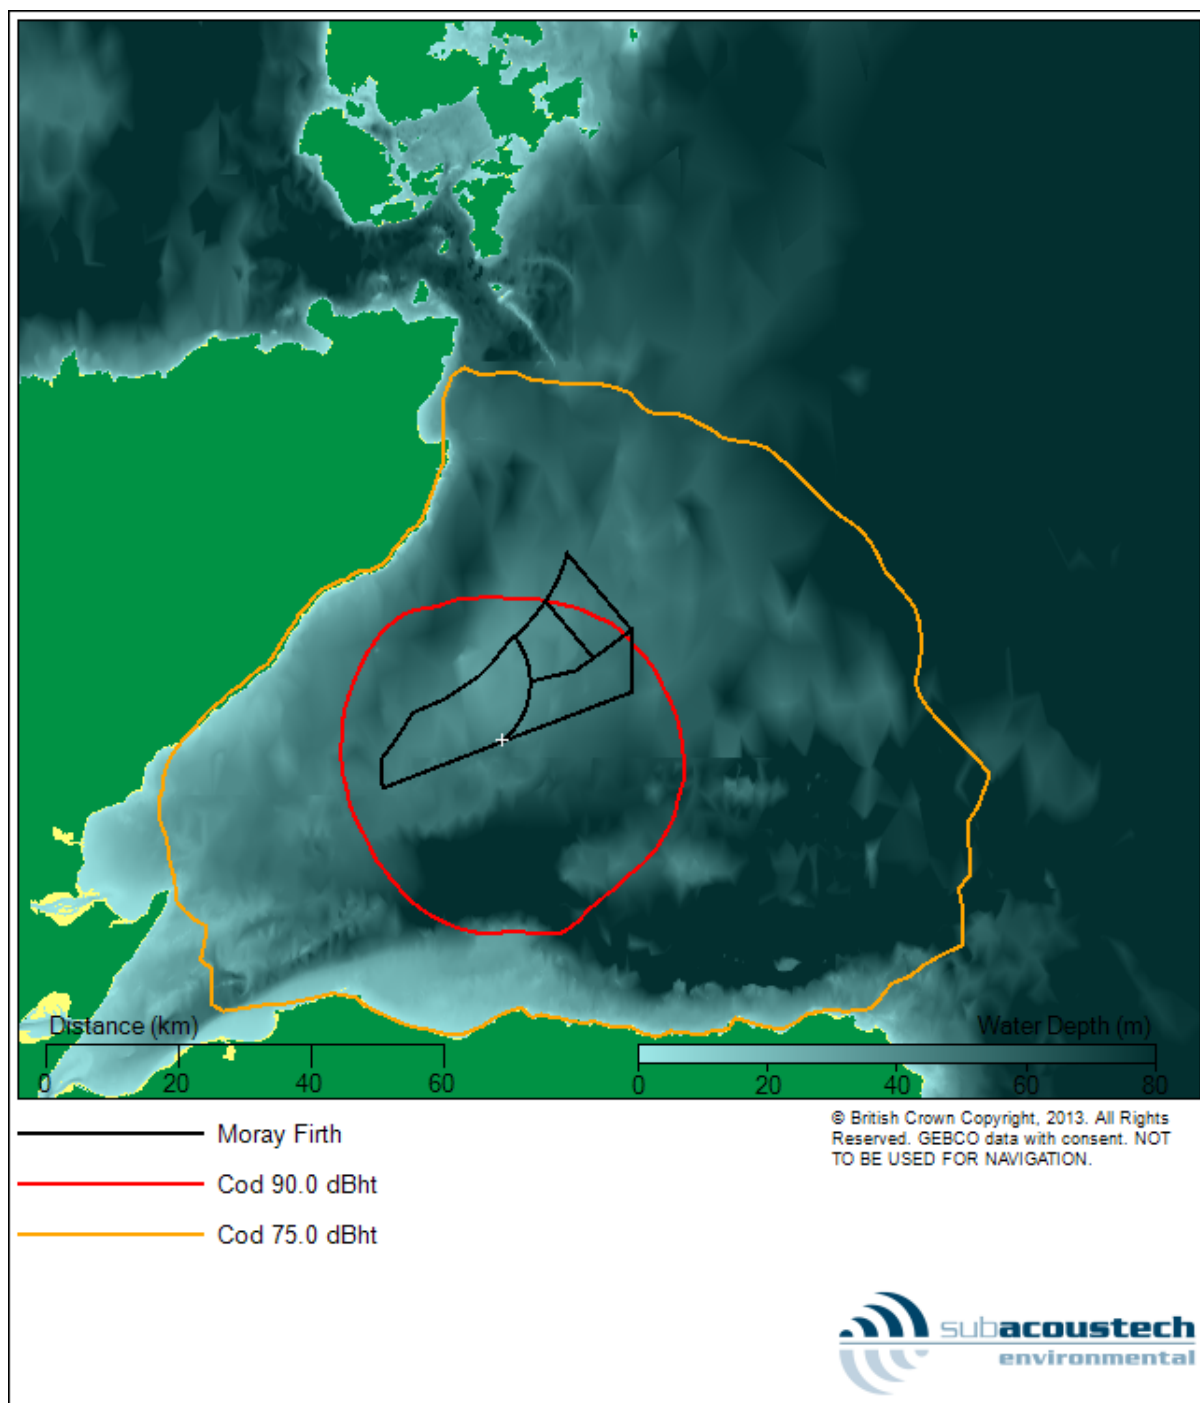 Distance (km)
0 20 40 60
Water Depth (m)
0 20 40 60 80
Moray Firth
Cod 90.0 dBht
Cod 75.0 dBht
© British Crown Copyright, 2013. All Rights
Reserved. GEBCO data with consent. NOT
TO BE USED FOR NAVIGATION.
subacoustech
environmental